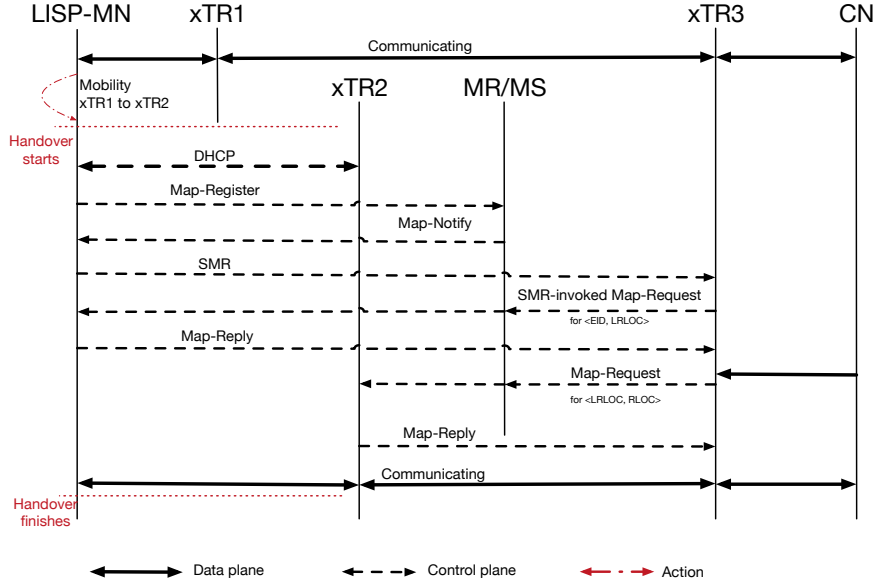 LISP-MN xTR1 xTR3 CN
Communicating
Mobility
xTR1 to xTR2
xTR2 MR/MS
Handover
starts
DHCP
Map-Register
Map-Notify
SMR
SMR-invoked Map-Request
for <EID, LRLOC>
Map-Reply
Map-Request
for <LRLOC, RLOC>
Map-Reply
Communicating
Handover
finishes
Data plane Control plane Action